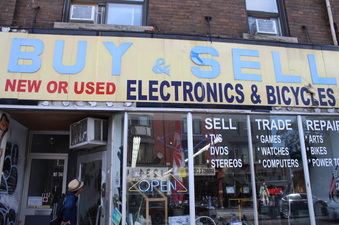 BUY & SELL
NEW OR USED ELECTRONICS & BICYCLES
SELL
TVS
DVDS
STEREOS
TRADE
GAMES
WATCHES
COMPUTERS
REPAIR
ARTS
BIKES
POWER
OPEN